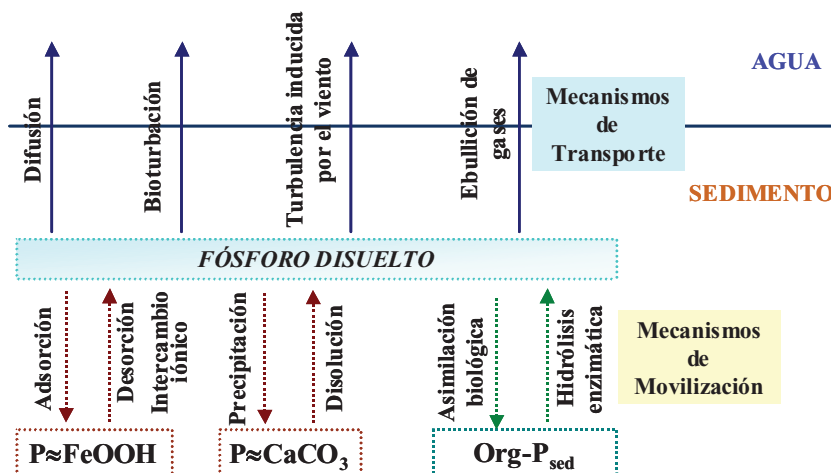 AGUA
Difusión
Bioturbación
Turbulencia inducida
por el viento
Ebullición de
gases
Mecanismos
de
Transporte
SEDIMENTO
FÓSFORO DISUELTO
Adsorción
Desorción
Intercambio
iónico
Precipitación
Disolución
Asimilación
biológica
Hidrólisis
enzimática
Mecanismos
de
Movilización
P≈FeOOH
P≈CaCO₃
Org-Pₛₑd